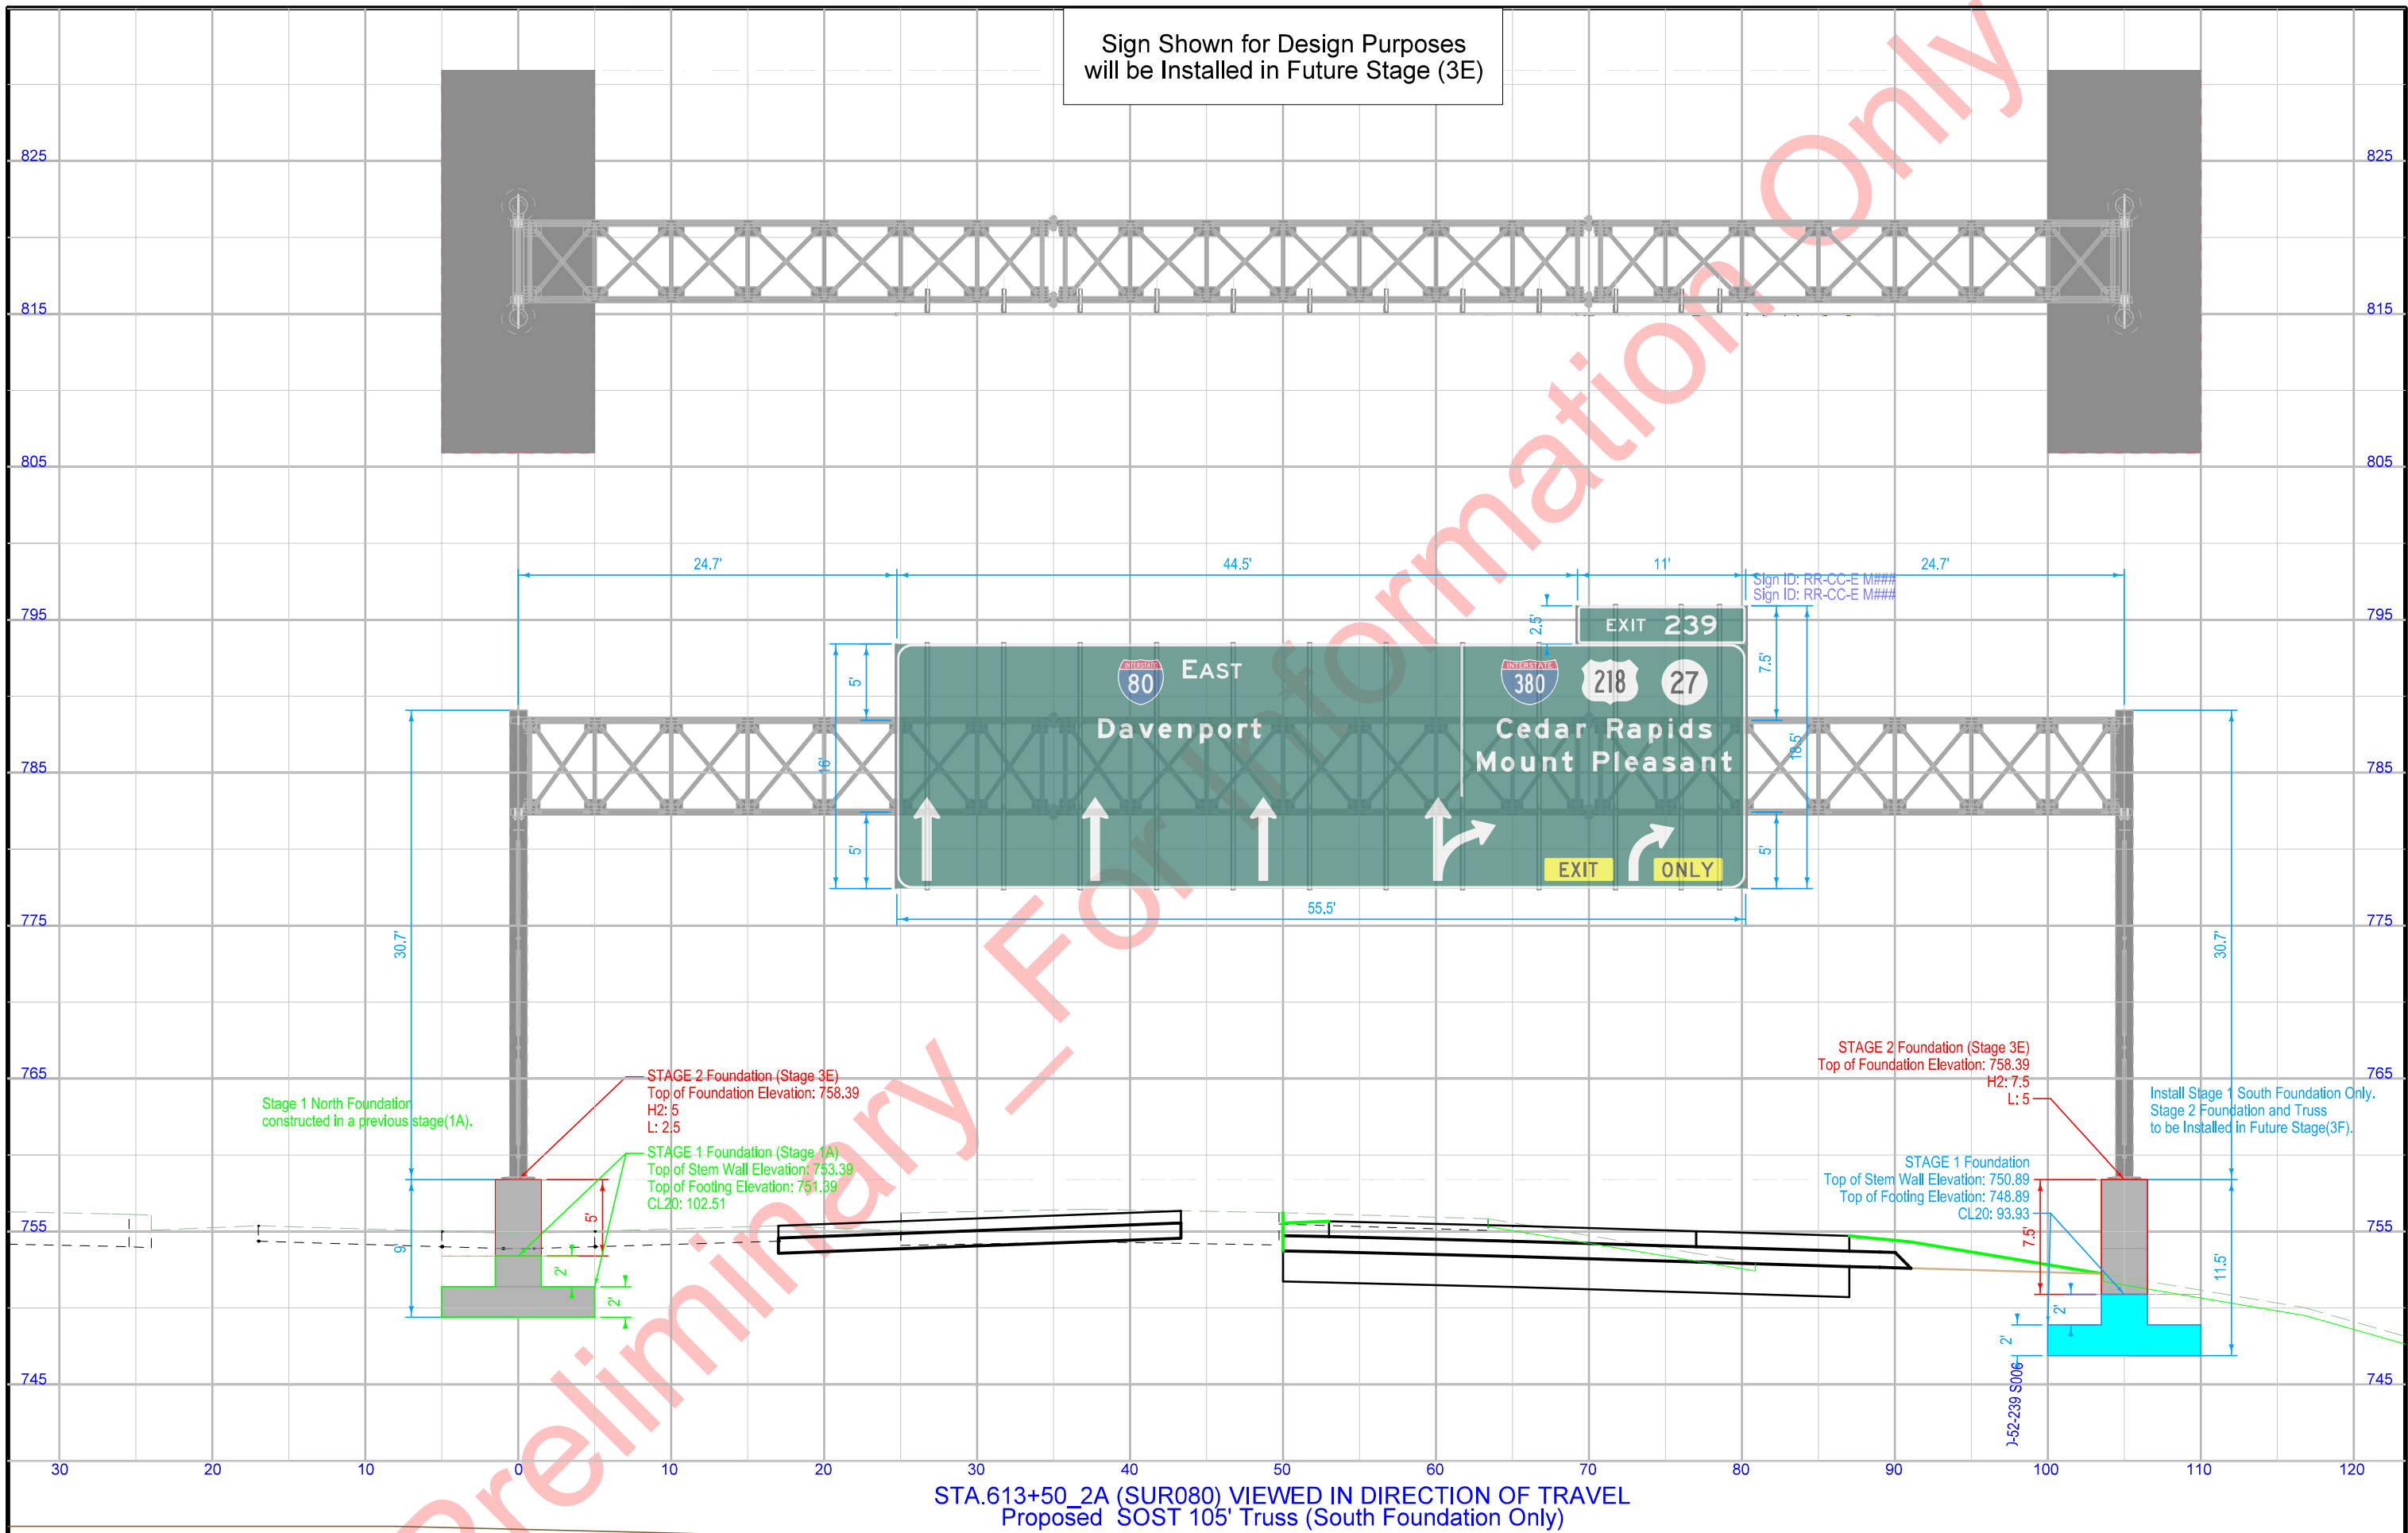 Sign Shown for Design Purposes
will be Installed in Future Stage (3E)
Preliminary_For Information Only
825
825
815
815
805
805
24.7'
44.5'
11'
24.7'
Sign ID: RR-CC-E M###
Sign ID: RR-CC-E M###
795
795
2.5'
EXIT 239
7.5'
18.5'
5'
16'
5'
5'
INTERSTATE
80
EAST
INTERSTATE
380
218
27
Davenport
Cedar Rapids
Mount Pleasant
785
785
EXIT
ONLY
55.5'
775
775
30.7'
30.7'
765
765
STAGE 2 Foundation (Stage 3E)
Top of Foundation Elevation: 758.39
H2: 5
L: 2.5
Stage 1 North Foundation
constructed in a previous stage(1A).
STAGE 1 Foundation (Stage 1A)
Top of Stem Wall Elevation: 753.39
Top of Footing Elevation: 751.39
CL20: 102.51
STAGE 2 Foundation (Stage 3E)
Top of Foundation Elevation: 758.39
H2: 7.5
L: 5
Install Stage 1 South Foundation Only.
Stage 2 Foundation and Truss
to be Installed in Future Stage(3F).
STAGE 1 Foundation
Top of Stem Wall Elevation: 750.89
Top of Footing Elevation: 748.89
CL20: 93.93
755
755
9'
5'
2'
2'
7.5'
11.5'
2'
2'
)-52-239 S006
745
745
30
20
10
0
10
20
30
40
50
60
70
80
90
100
110
120
STA.613+50_2A (SUR080) VIEWED IN DIRECTION OF TRAVEL
Proposed SOST 105' Truss (South Foundation Only)